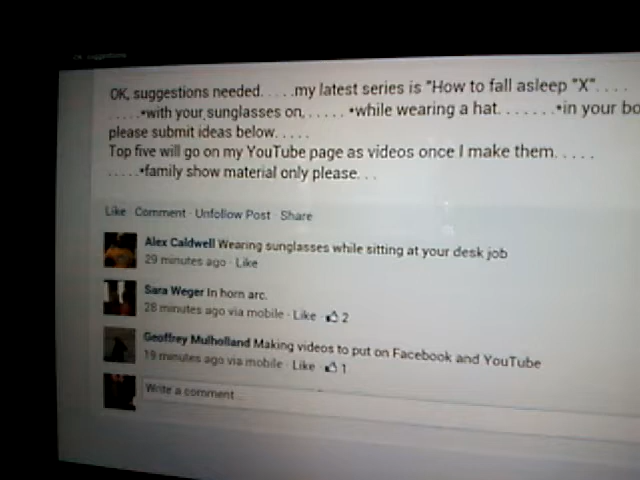 OK, suggestions needed. . . . .my latest series is "How to fall asleep "X". . . .
. . . . .•with your sunglasses on, . . . . . •while wearing a hat. . . . . . . •in your
please submit ideas below. . . . .
Top five will go on my YouTube page as videos once I make them. . . . .
. . . . .•family show material only please. . .
Like Comment · Unfollow Post · Share
Alex Caldwell Wearing sunglasses while sitting at your desk job
29 minutes ago · Like
Sara Weger In horn arc.
28 minutes ago via mobile · Like · 2
Geoffrey Mulholland Making videos to put on Facebook and YouTube
19 minutes ago via mobile · Like · 1
Write a comment